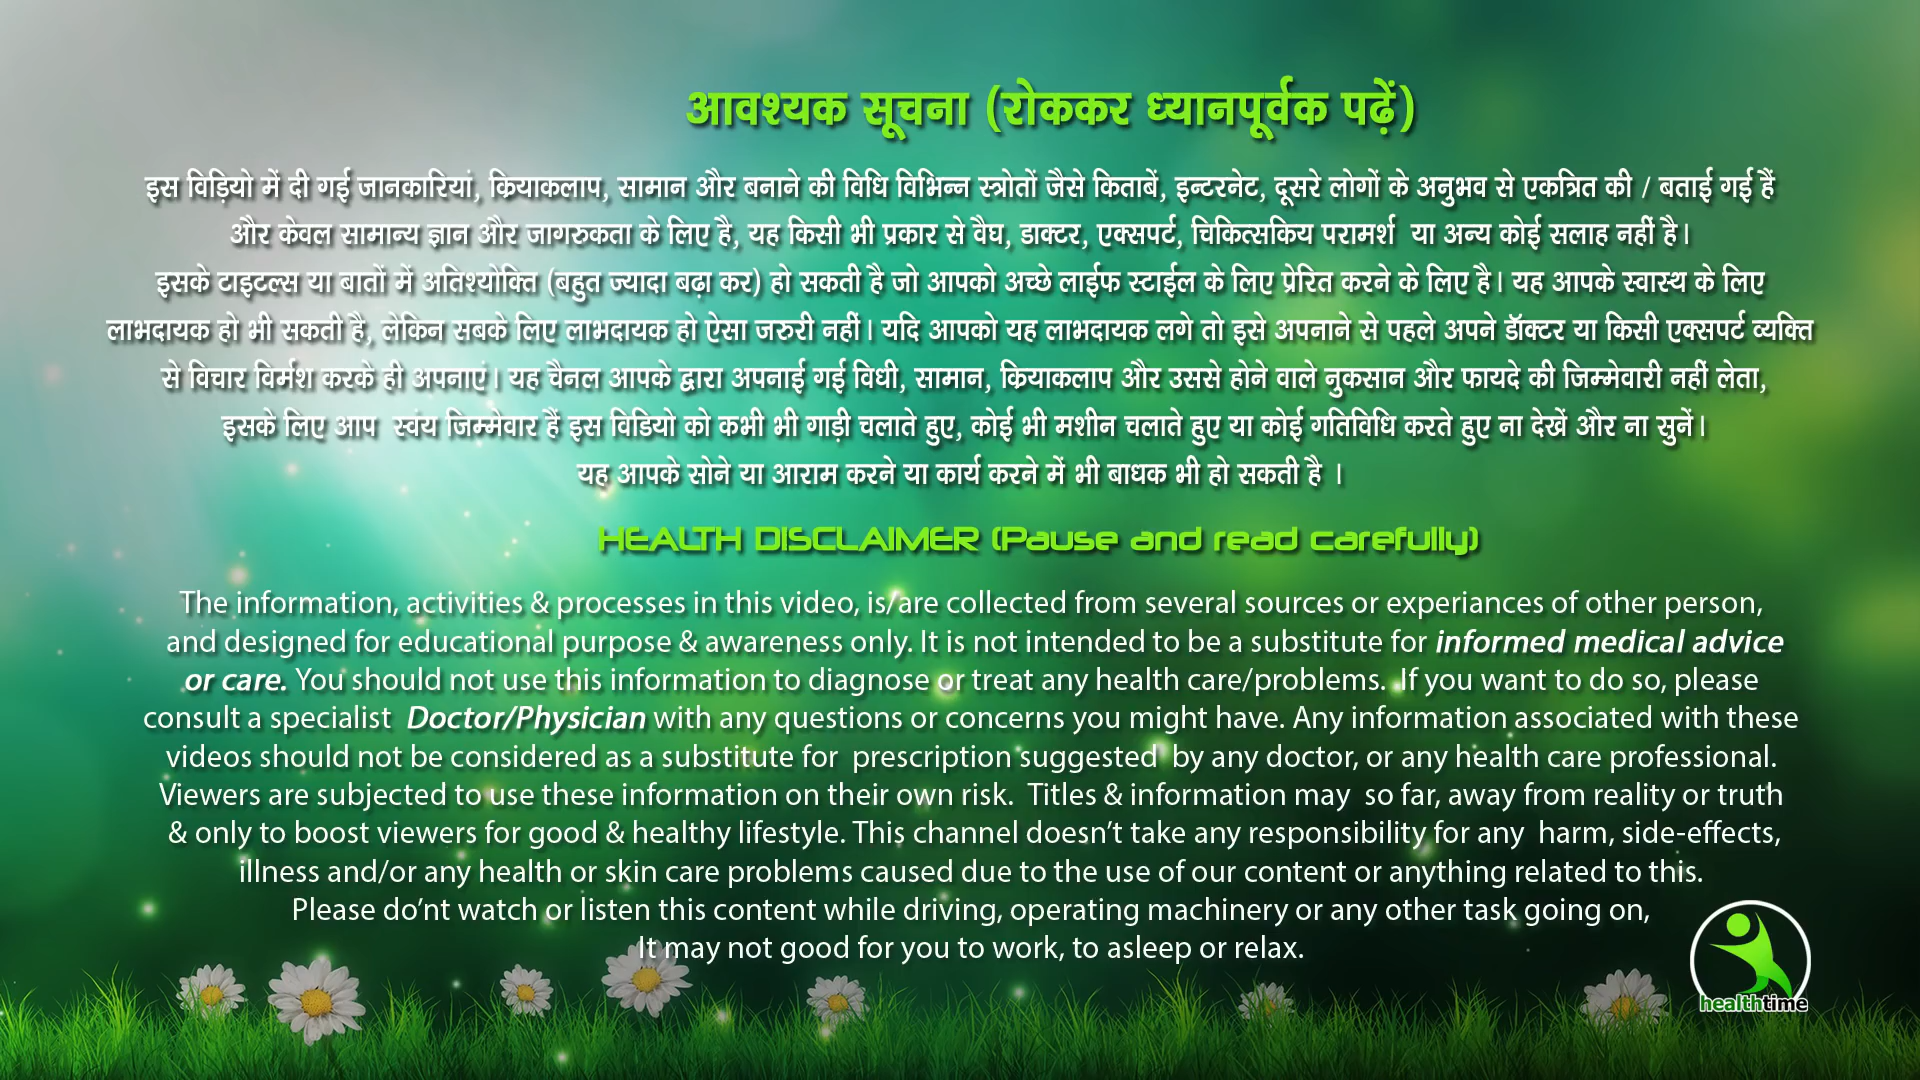 आवश्यक सूचना (रोककर ध्यानपूर्वक पढ़ें)
इस विड़ियो में दी गई जानकारियां, क्रियाकलाप, सामान और बनाने की विधि विभिन्न स्त्रोतों जैसे किताबें, इन्टरनेट, दूसरे लोगों के अनुभव से एकत्रित की / बताई गई हैं
और केवल सामान्य ज्ञान और जागरुकता के लिए है, यह किसी भी प्रकार से वैघ, डाक्टर, एक्सपर्ट, चिकित्सकिय परामर्श या अन्य कोई सलाह नहीं है।
इसके टाइटल्स या बातों में अतिश्योक्ति (बहुत ज्यादा बढ़ा कर) हो सकती है जो आपको अच्छे लाईफ स्टाईल के लिए प्रेरित करने के लिए है। यह आपके स्वास्थ के लिए
लाभदायक हो भी सकती है, लेकिन सबके लिए लाभदायक हो ऐसा जरुरी नहीं। यदि आपको यह लाभदायक लगे तो इसे अपनाने से पहले अपने डॅाक्टर या किसी एक्सपर्ट व्यक्ति
से विचार विर्मश करके ही अपनाएं। यह चैनल आपके द्वारा अपनाई गई विधी, सामान, क्रियाकलाप और उससे होने वाले नुकसान और फायदे की जिम्मेवारी नहीं लेता,
इसके लिए आप स्वंय जिम्मेवार हैं इस विडियो को कभी भी गाड़ी चलाते हुए, कोई भी मशीन चलाते हुए या कोई गतिविधि करते हुए ना देखें और ना सुनें।
यह आपके सोने या आराम करने या कार्य करने में भी बाधक भी हो सकती है ।
HEALTH DISCLAIMER (Pause and read carefully)
The information, activities & processes in this video, is/are collected from several sources or experiances of other person,
and designed for educational purpose & awareness only. It is not intended to be a substitute for informed medical advice
or care. You should not use this information to diagnose or treat any health care/problems. If you want to do so, please
consult a specialist Doctor/Physician with any questions or concerns you might have. Any information associated with these
videos should not be considered as a substitute for prescription suggested by any doctor, or any health care professional.
Viewers are subjected to use these information on their own risk. Titles & information may so far, away from reality or truth
& only to boost viewers for good & healthy lifestyle. This channel doesn't take any responsibility for any harm, side-effects,
illness and/or any health or skin care problems caused due to the use of our content or anything related to this.
Please do'nt watch or listen this content while driving, operating machinery or any other task going on,
It may not good for you to work, to asleep or relax.
healthtime